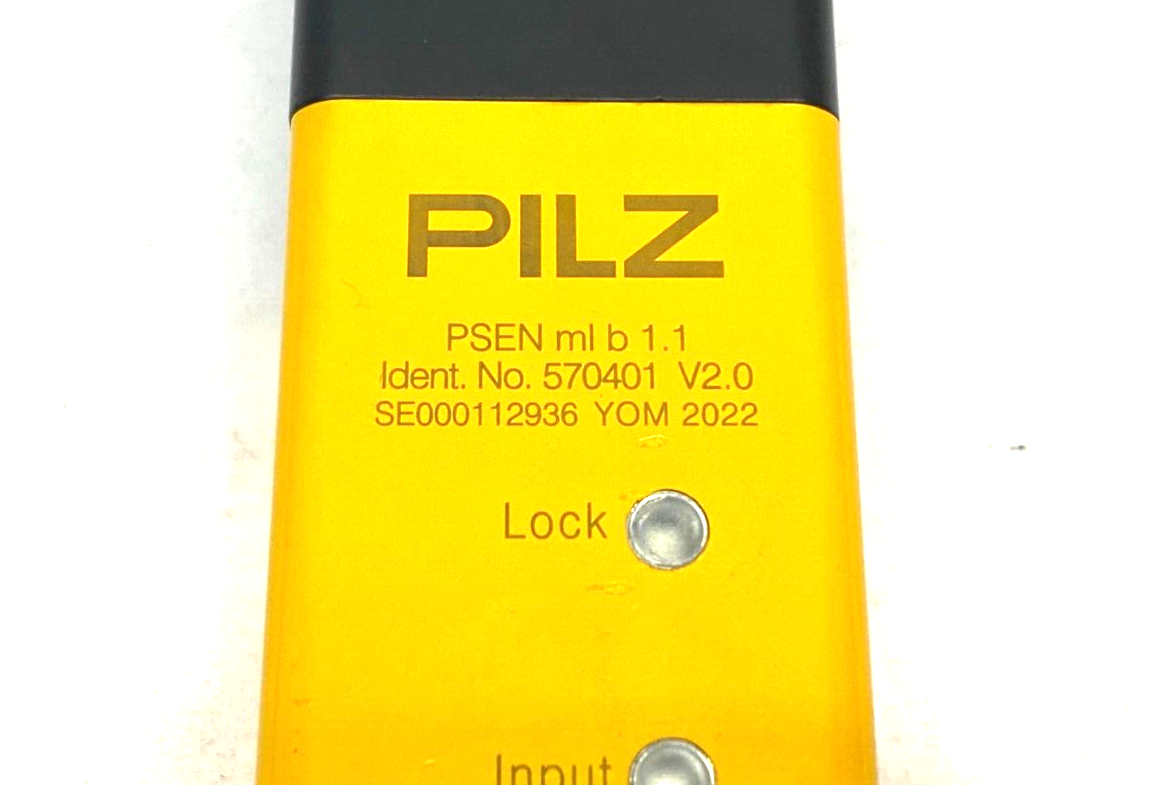 PILZ
PSEN ml b 1.1
Ident. No. 570401 V2.0
SE000112936 YOM 2022
Lock
Input